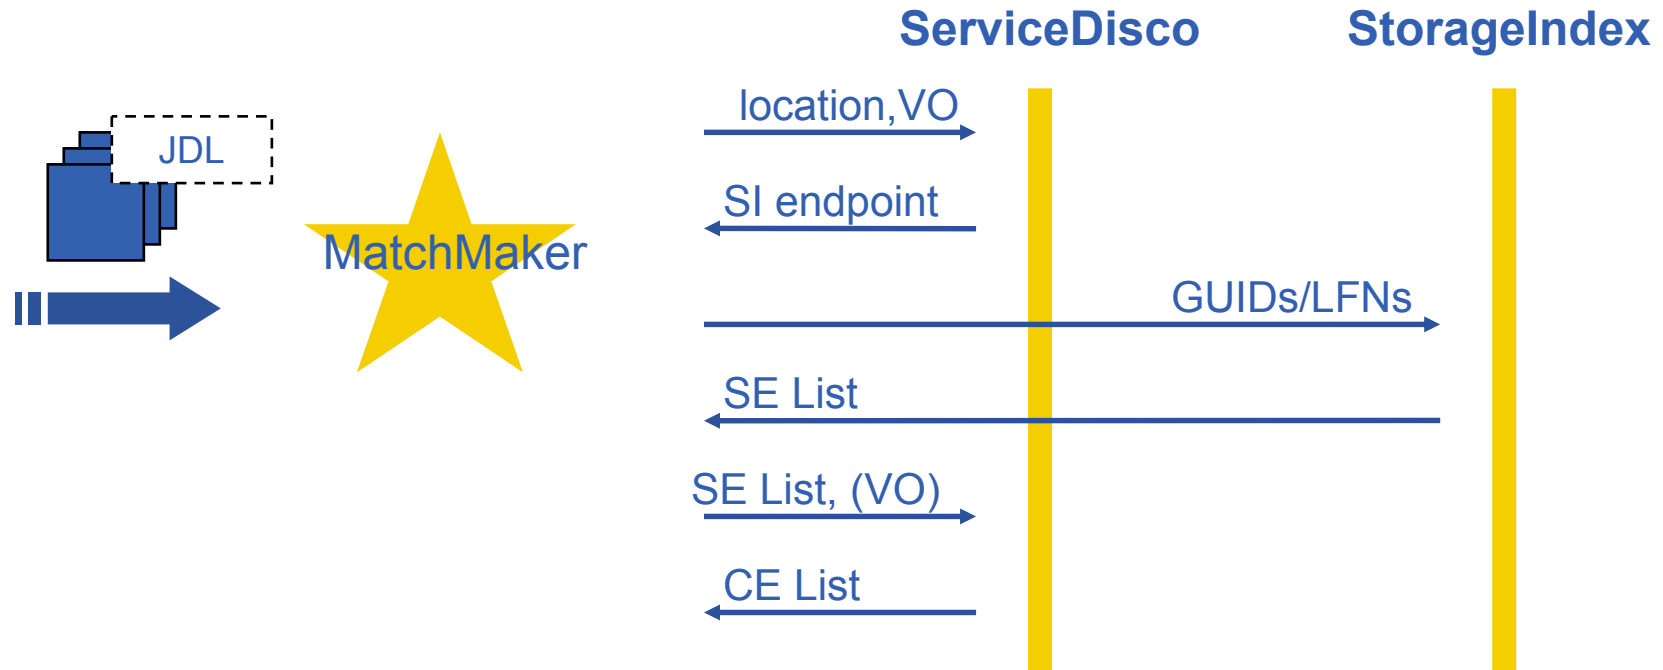 ServiceDisco
StorageIndex
location,VO
JDL
SI endpoint
MatchMaker
GUIDs/LFNs
SE List
SE List, (VO)
CE List